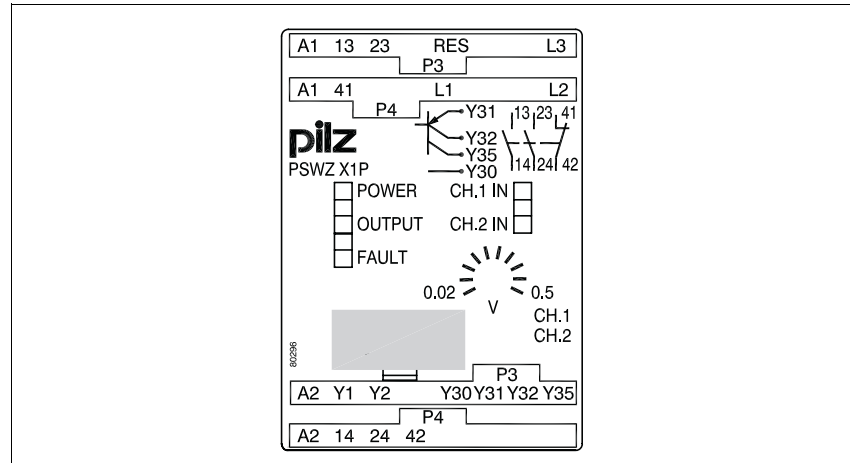 A1 13 23 RES L3
P3
A1 41 L1 L2
P4
Y31
Y32
Y35
Y30
13 23 41
14 24 42
pilz
PSWZ X1P
POWER CH.1 IN
OUTPUT CH.2 IN
FAULT
0.02 0.5
V
CH.1
CH.2
80296
P3
A2 Y1 Y2 Y30 Y31 Y32 Y35
P4
A2 14 24 42